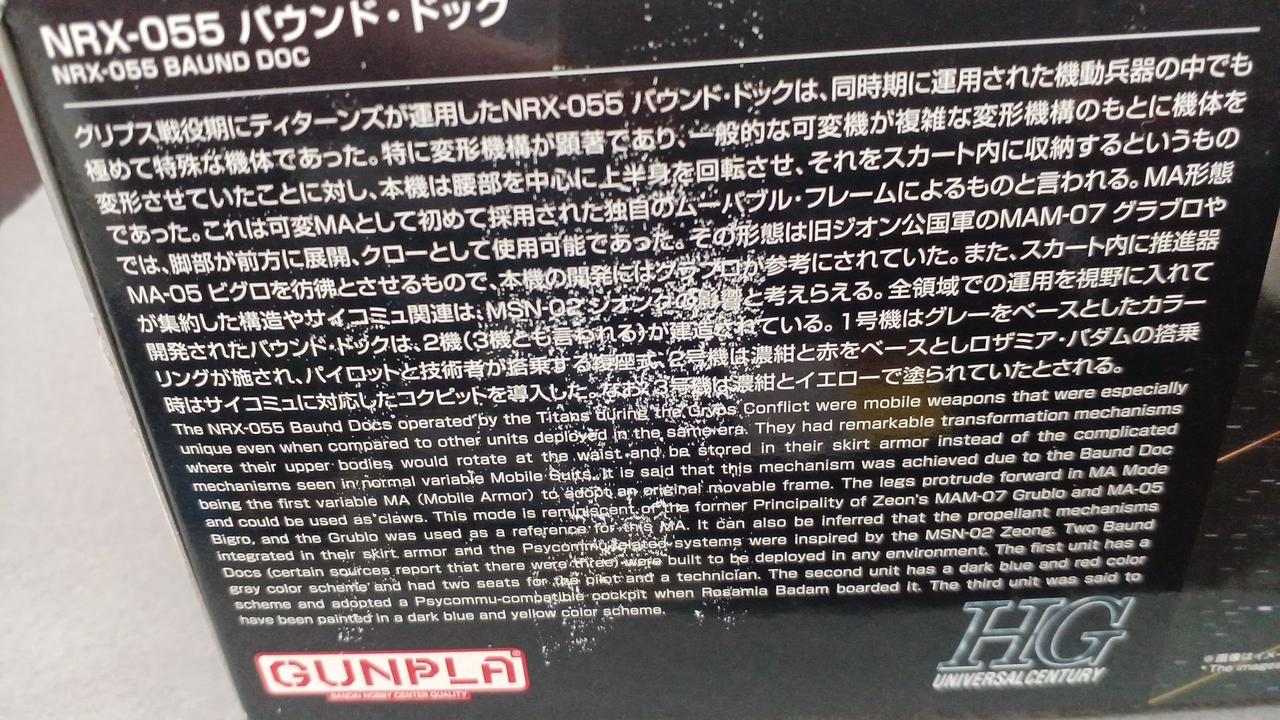 NRX-055 バウンド・ドック
NRX-055 BAUND DOC
グリプス戦役期にティターンズが運用したNRX-055 バウンド・ドックは、同時期に運用された機動兵器の中でも
極めて特殊な機体であった。特に変形機構が顕著であり、一般的な可変機が複雑な変形機構のもとに機体を
変形させていたことに対し、本機は腰部を中心に上半身を回転させ、それをスカート内に収納するというもの
であった。これは可変MAとして初めて採用された独自のムーバブル・フレームによるものと言われる。MA形態
では、脚部が前方に展開、クローとして使用可能であった。その形態は旧ジオン公国軍のMAM-07 グラブロや
MA-05 ビグロを彷彿とさせるもので、本機の開発にはグラブロが参考にされていた。また、スカート内に推進器
が集約した構造やサイコミュ関連は、MSN-02 ジオングの影響と考えらえる。全領域での運用を視野に入れて
開発されたバウンド・ドックは、2機(3機とも言われる)が建造されている。1号機はグレーをベースとしたカラー
リングが施され、パイロットと技術者が搭乗する複座式、2号機は濃紺と赤をベースとしロザミア・バダムの搭乗
時はサイコミュに対応したコクピットを導入した。なお、3号機は濃紺とイエローで塗られていたとされる。
The NRX-055 Baund Docs operated by the Titans during the Gryps Conflict were mobile weapons that were especially
unique even when compared to other units deployed in the same era. They had remarkable transformation mechanisms
where their upper bodies would rotate at the waist and be stored in their skirt armor instead of the complicated
mechanisms seen in normal variable Mobile Suits. It is said that this mechanism was achieved due to the Baund Doc
being the first variable MA (Mobile Armor) to adopt an original movable frame. The legs protrude forward in MA Mode
and could be used as claws. This mode is reminiscent of the former Principality of Zeon's MAM-07 Grublo and MA-05
Bigro, and the Grublo was used as a reference for this MA. It can also be inferred that the propellant mechanisms
integrated in their skirt armor and the Psycommu-related systems were inspired by the MSN-02 Zeong. Two Baund
Docs (certain sources report that there were three) were built to be deployed in any environment. The first unit has a
gray color scheme and had two seats for the pilot and a technician. The second unit has a dark blue and red color
scheme and adopted a Psycommu-compatible cockpit when Rosamia Badam boarded it. The third unit was said to
have been painted in a dark blue and yellow color scheme.
GUNPLA®
BANDAI HOBBY CENTER QUALITY
HG
UNIVERSAL CENTURY
※画像はイメー
*The images